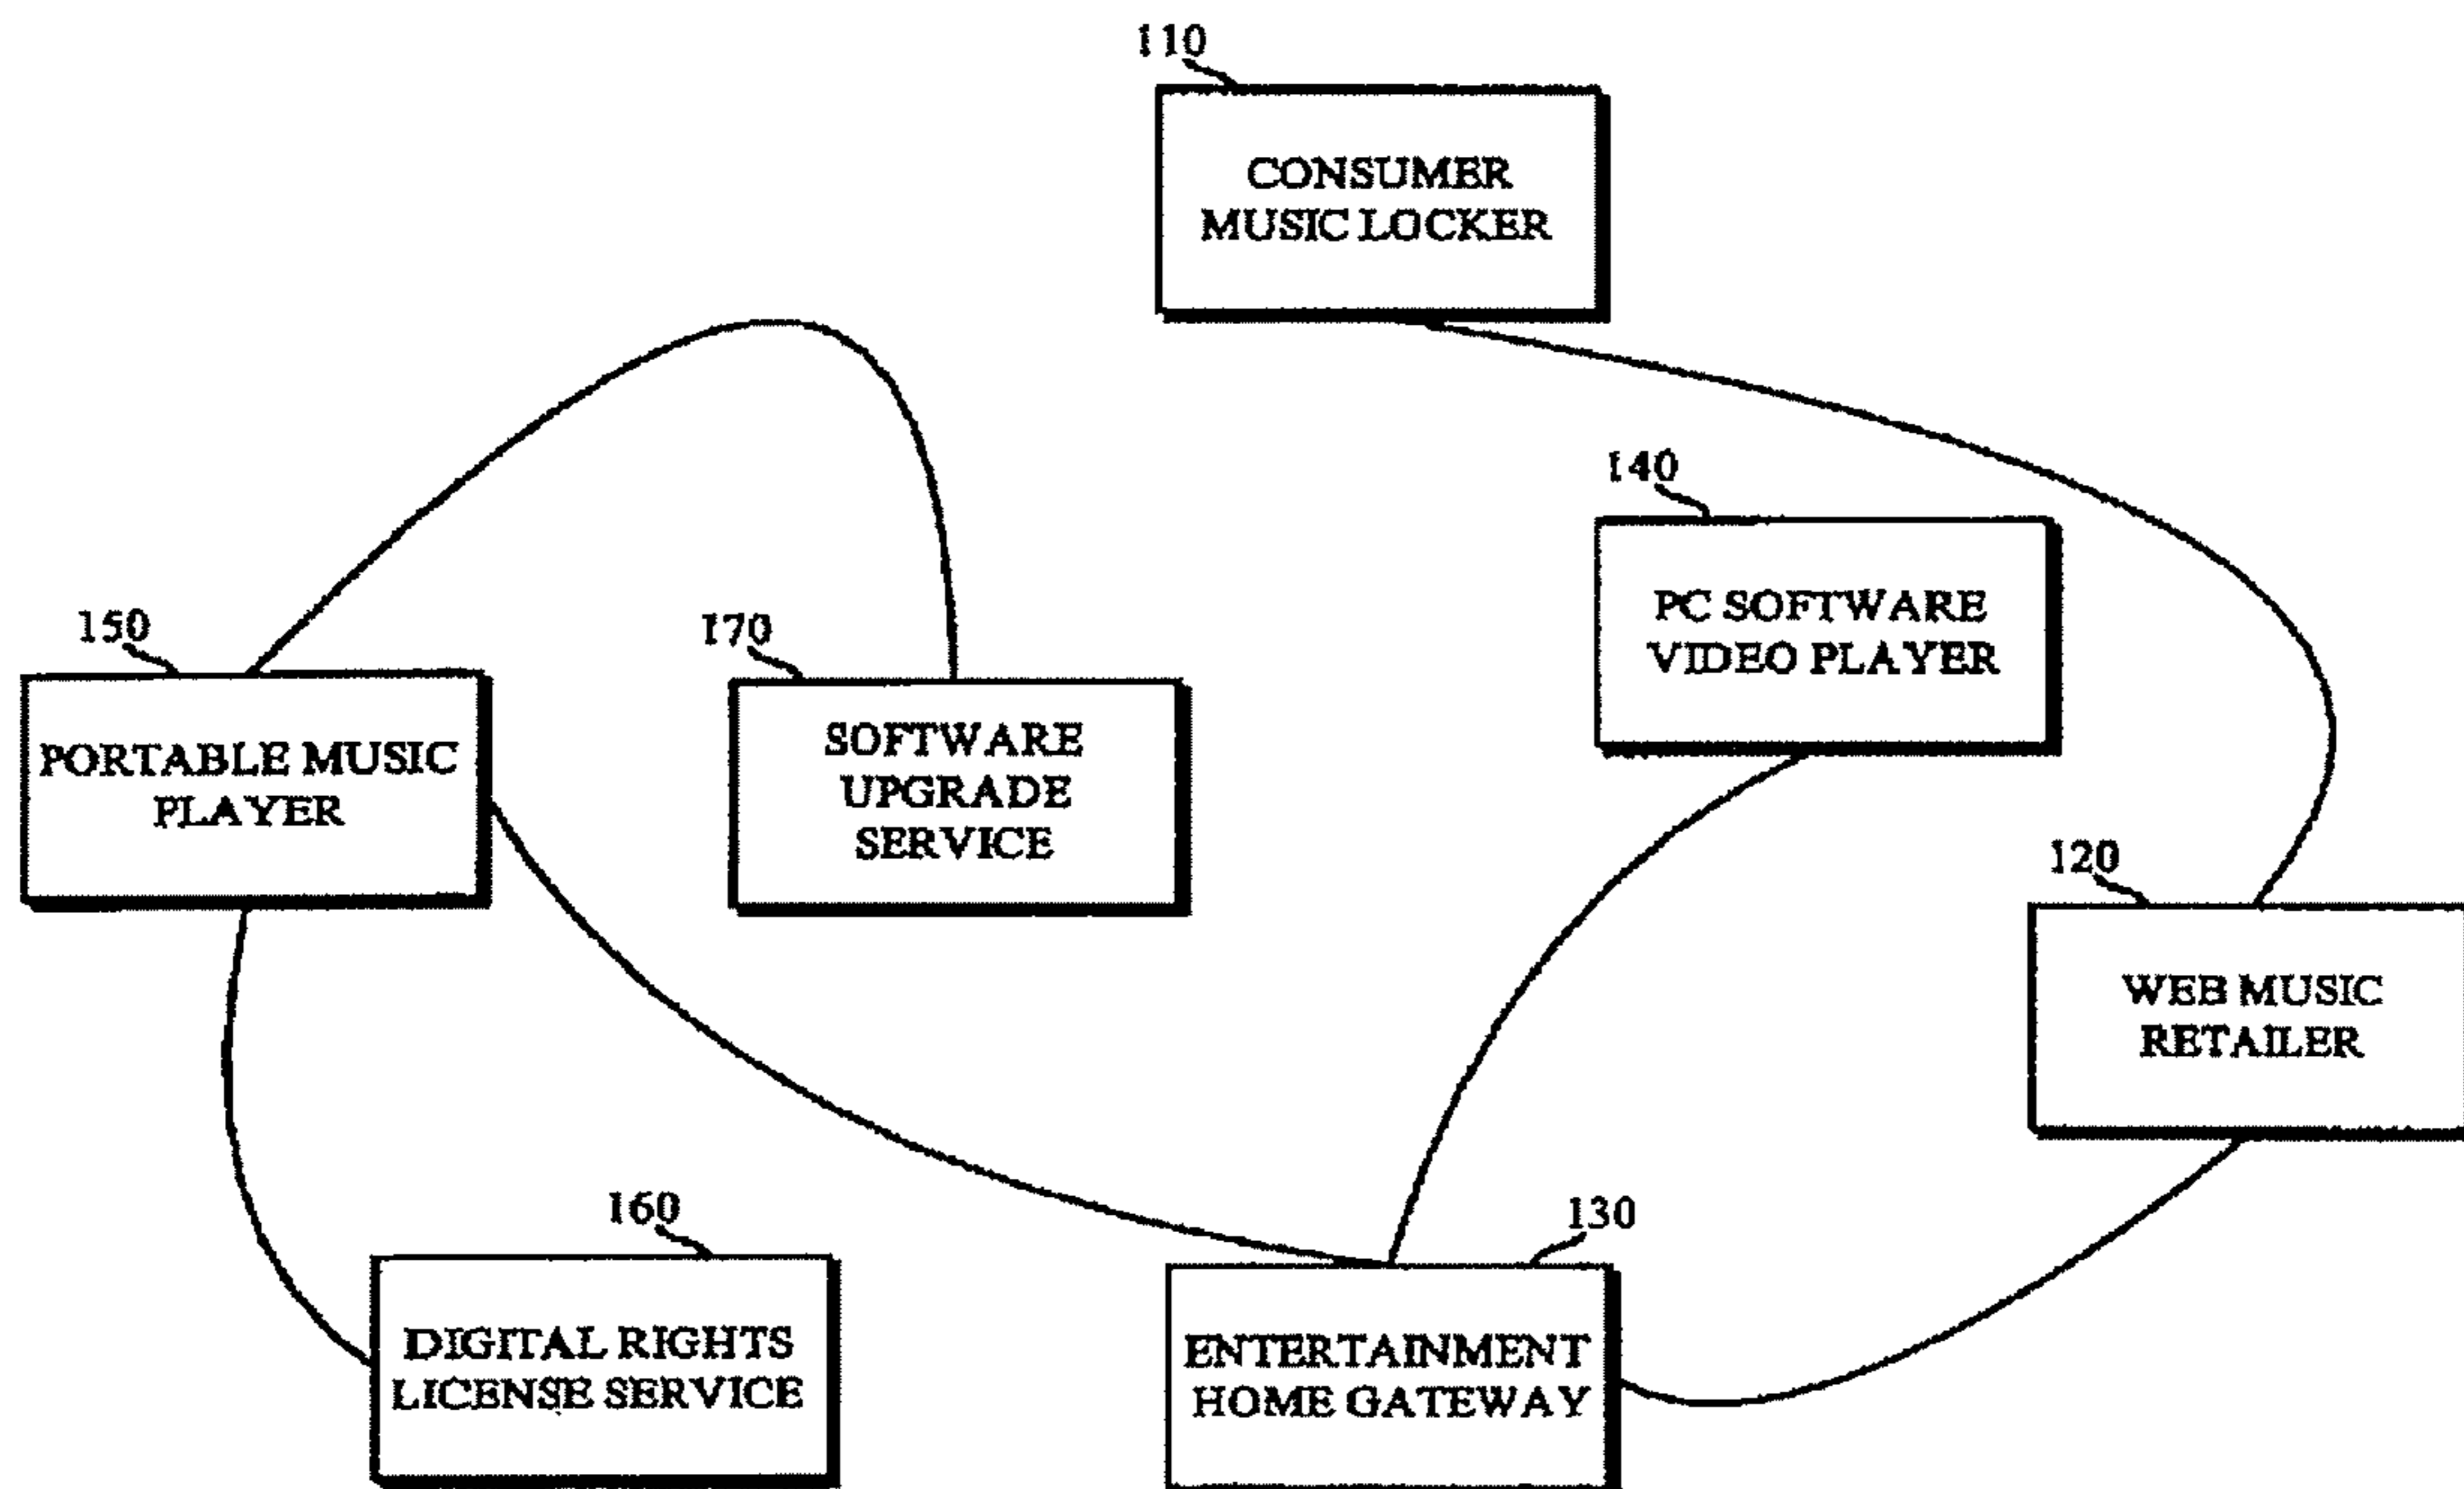 110
CONSUMER
MUSIC LOCKER
140
PC SOFTWARE
VIDEO PLAYER
150
PORTABLE MUSIC
PLAYER
170
SOFTWARE
UPGRADE
SERVICE
120
WEB MUSIC
RETAILER
160
DIGITAL RIGHTS
LICENSE SERVICE
130
ENTERTAINMENT
HOME GATEWAY